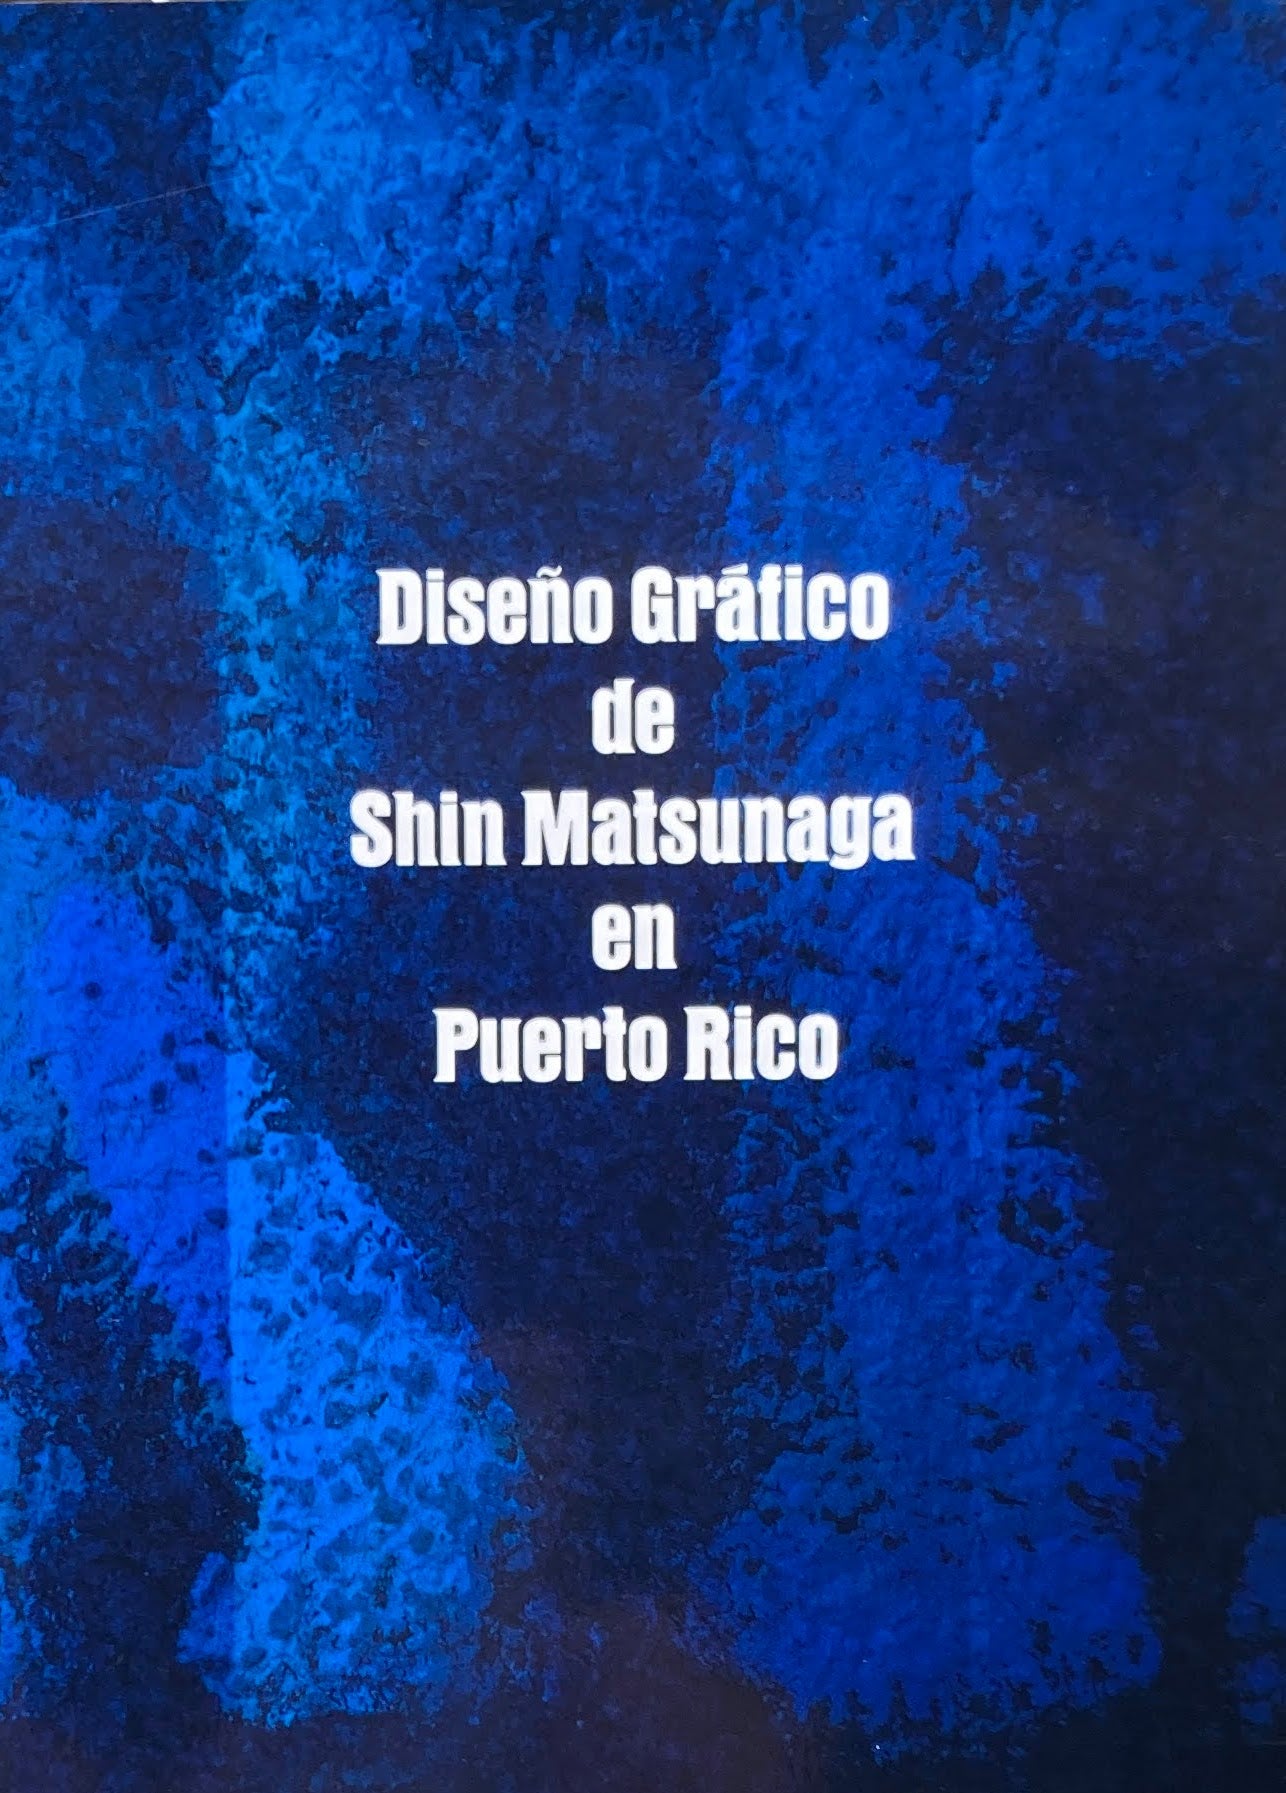 Diseño Gráfico
de
Shin Matsunaga
en
Puerto Rico